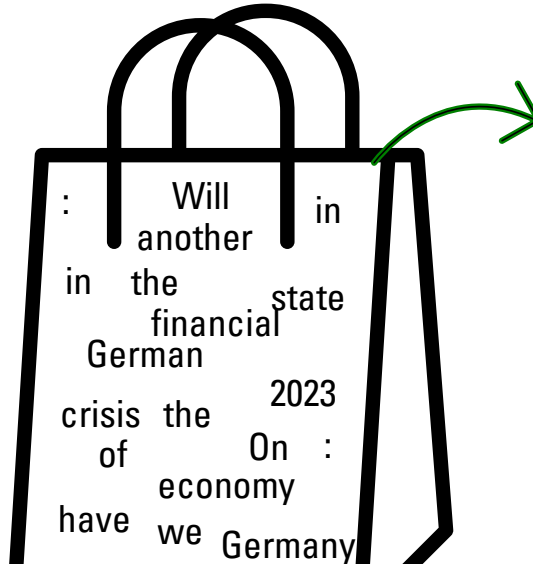 : Will in
another
in the state
financial
German
2023
crisis the
of On :
economy
have we Germany